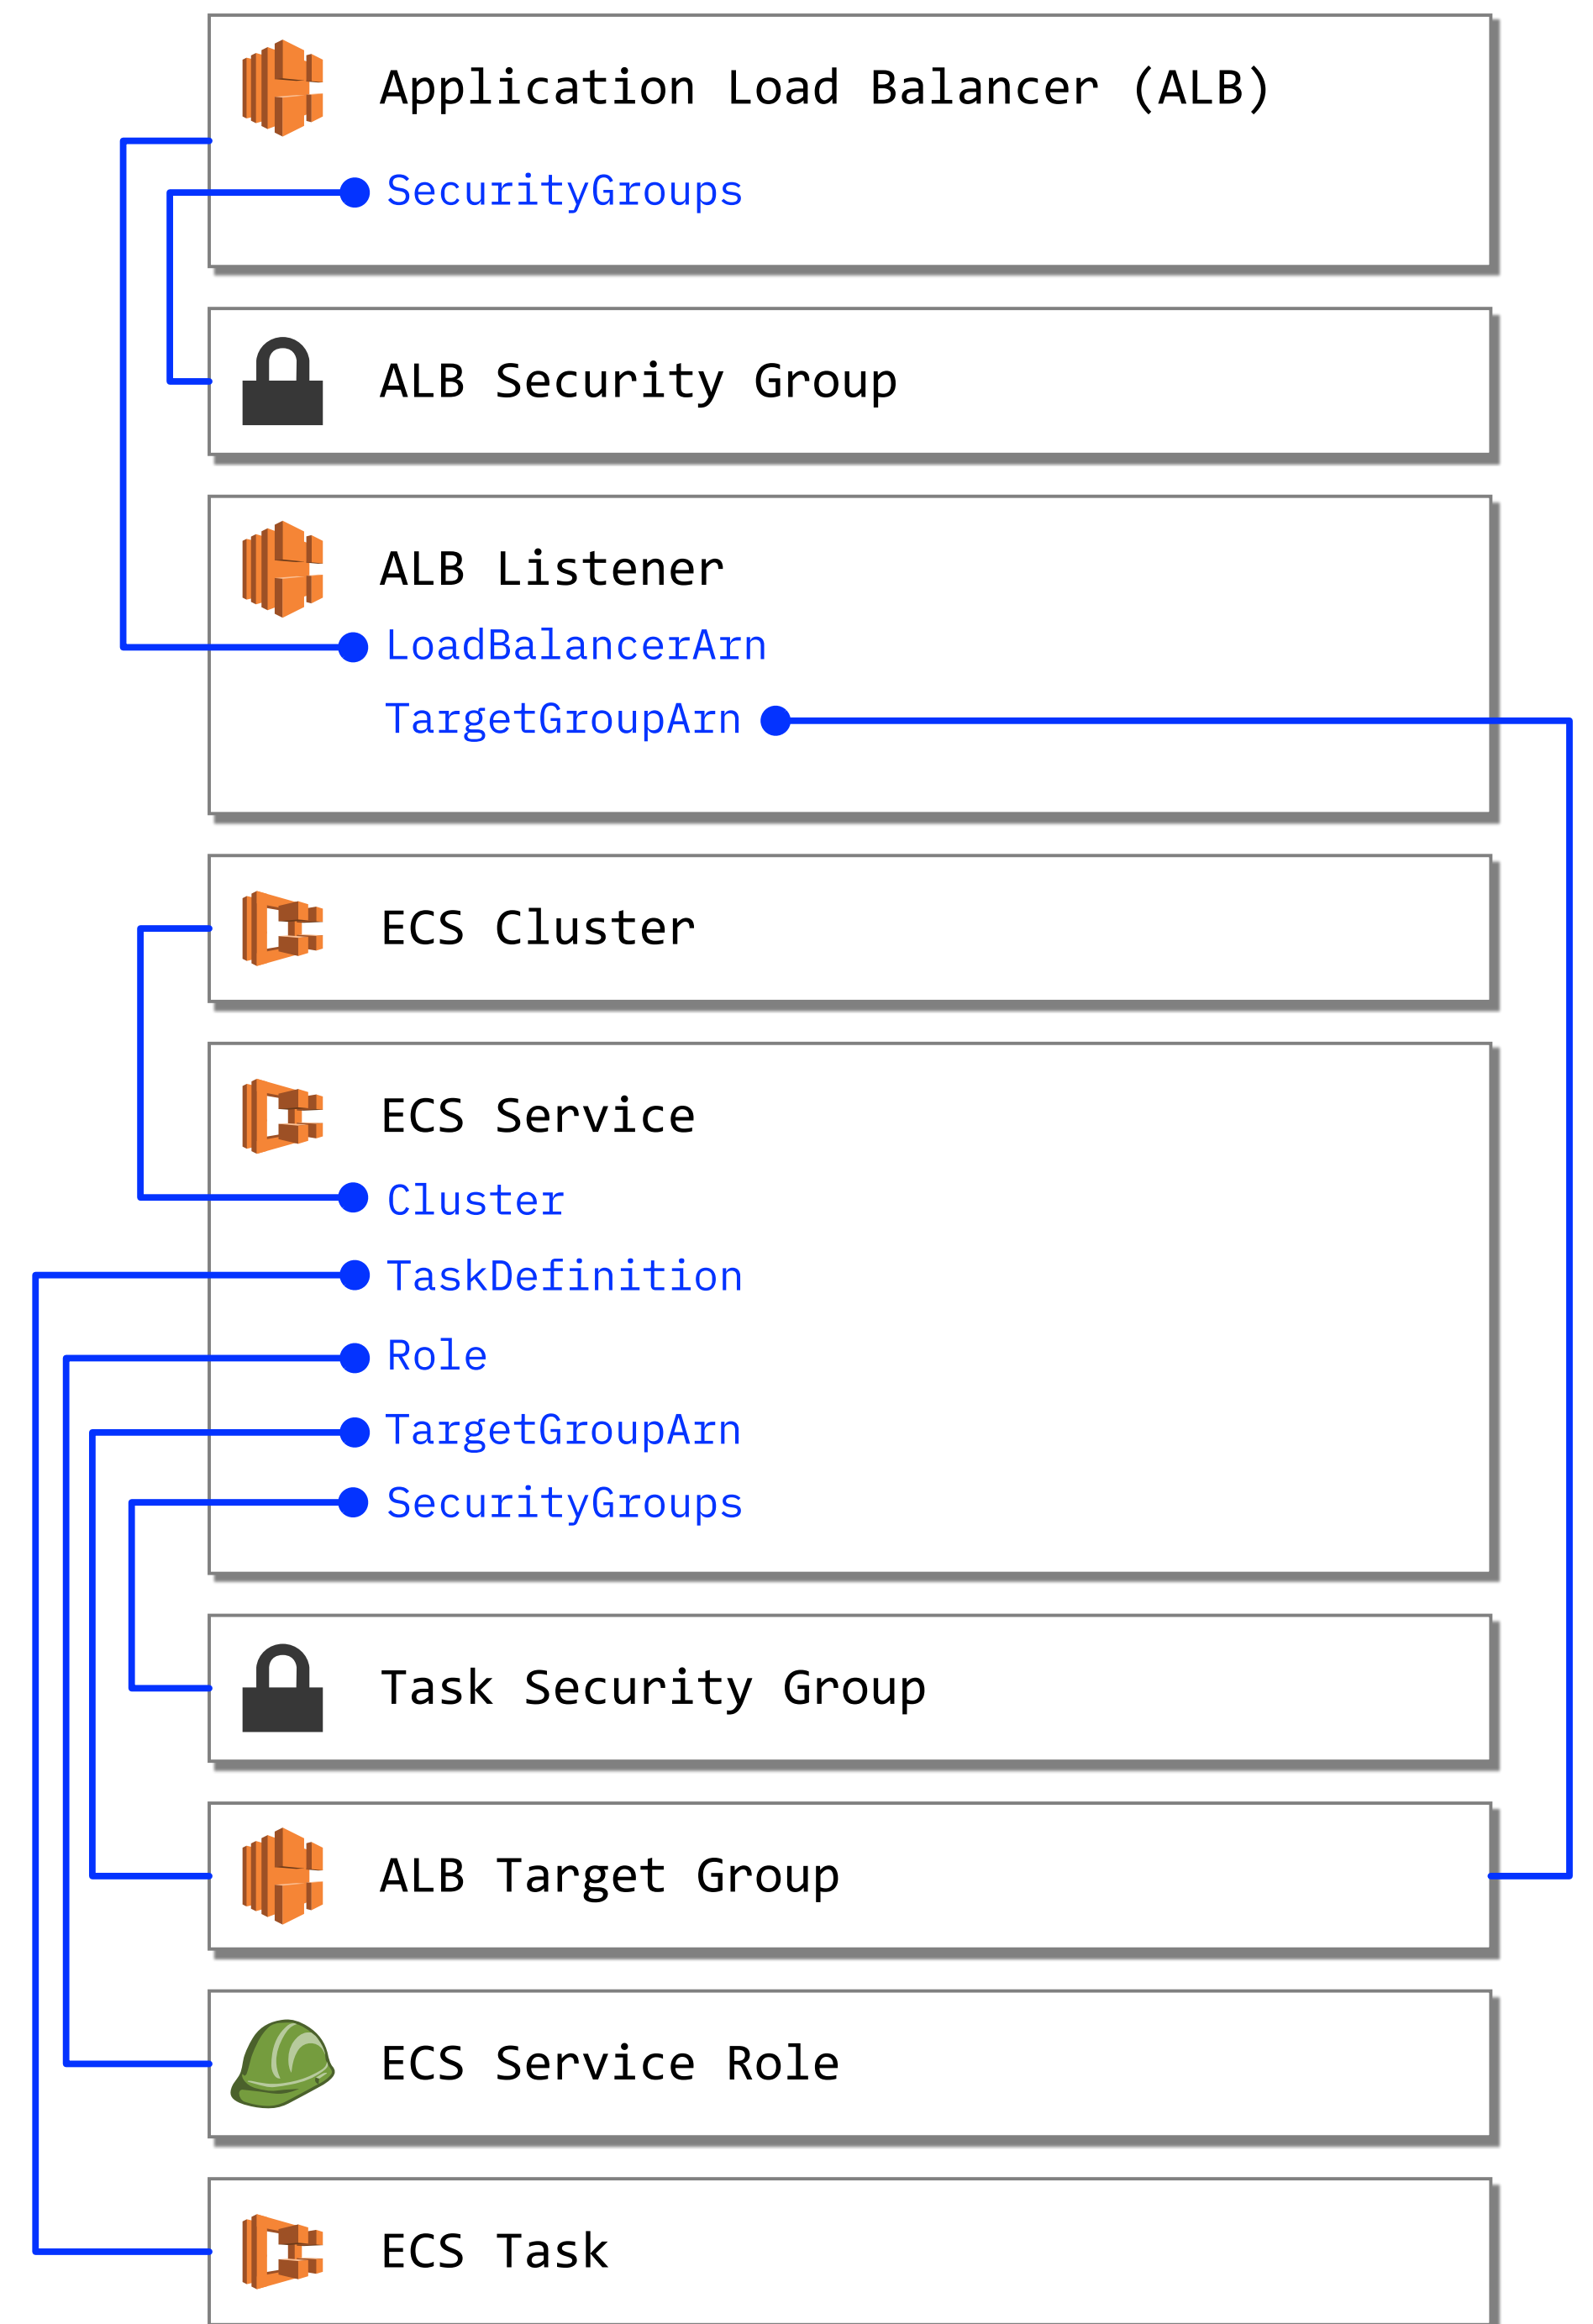 Application Load Balancer (ALB)
SecurityGroups
ALB Security Group
ALB Listener
LoadBalancerArn
TargetGroupArn
ECS Cluster
ECS Service
Cluster
TaskDefinition
Role
TargetGroupArn
SecurityGroups
Task Security Group
ALB Target Group
ECS Service Role
ECS Task